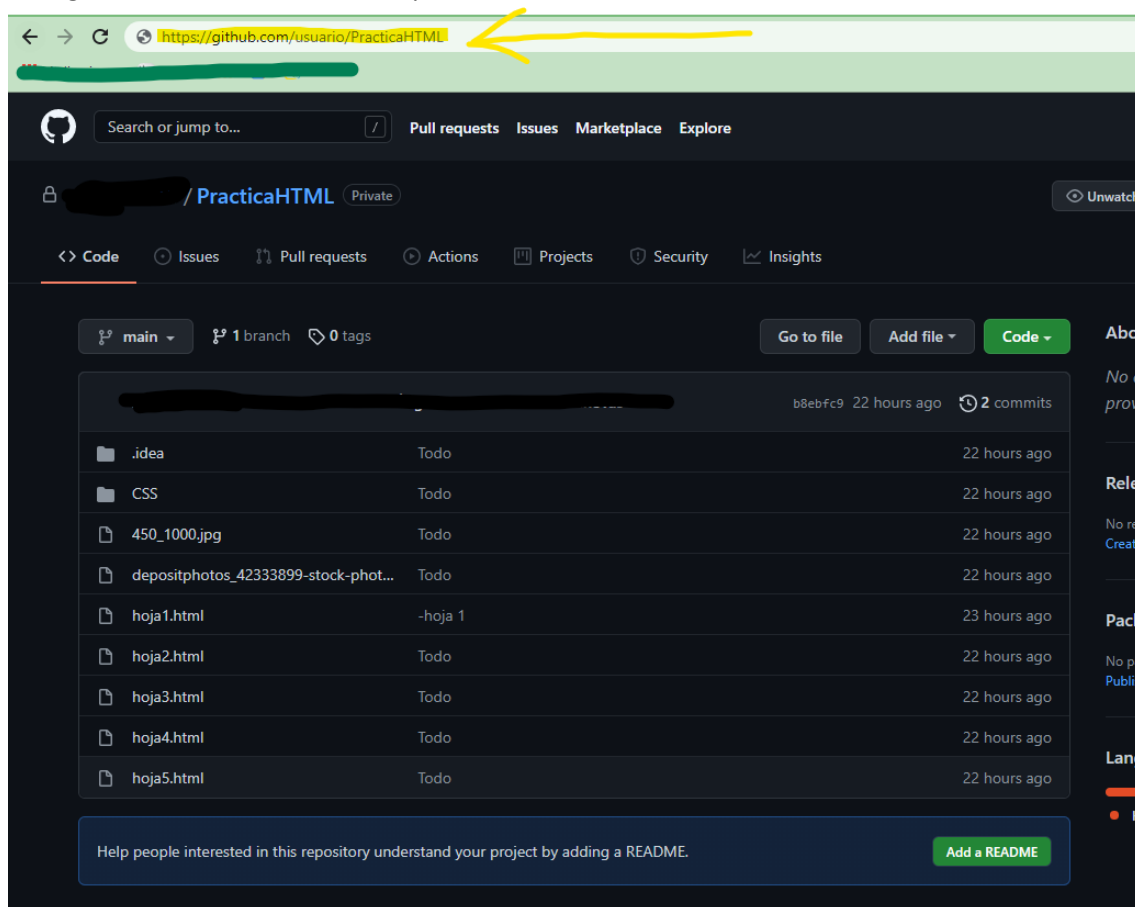 https://github.com/usuario/PracticaHTML
Search or jump to... / Pull requests Issues Marketplace Explore
/ PracticaHTML Private Unwatch
<> Code Issues Pull requests Actions Projects Security Insights
main 1 branch 0 tags Go to file Add file Code
b8ebfc9 22 hours ago 2 commits
.idea Todo 22 hours ago
CSS Todo 22 hours ago
450_1000.jpg Todo 22 hours ago
depositphotos_42333899-stock-phot... Todo 22 hours ago
hoja1.html -hoja 1 23 hours ago
hoja2.html Todo 22 hours ago
hoja3.html Todo 22 hours ago
hoja4.html Todo 22 hours ago
hoja5.html Todo 22 hours ago
Help people interested in this repository understand your project by adding a README. Add a README
No